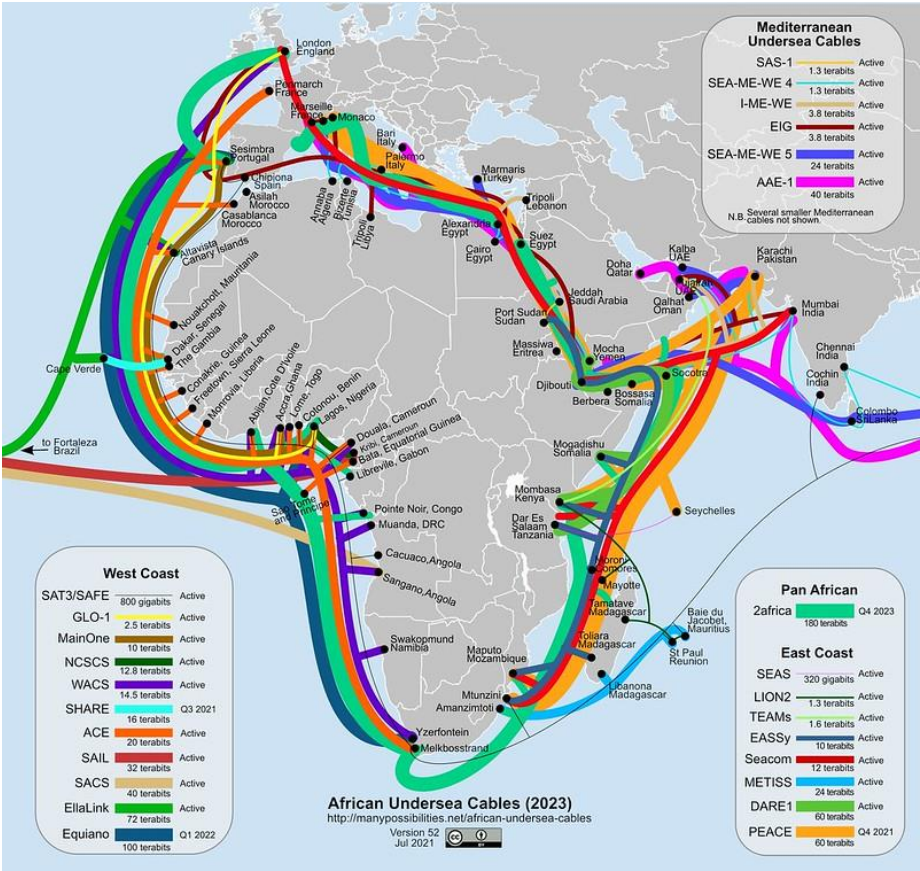 London
England
Penmarch
France
Marseille
France
Monaco
Bari
Italy
Palermo
Italy
Sesimbra
Portugal
Chipiona
Spain
Asilah
Morocco
Casablanca
Morocco
Annaba
Algeria
Bizerte
Tunisia
Tripoli
Libya
Marmaris
Turkey
Tripoli
Lebanon
Alexandria
Egypt
Cairo
Egypt
Suez
Egypt
Altavista
Canary Islands
Jeddah
Saudi Arabia
Port Sudan
Sudan
Massiwa
Eritrea
Mocha
Yemen
Djibouti
Berbera
Bossasa
Somalia
Socotra
Doha
Qatar
Kalba
UAE
Fujairah
UAE
Qalhat
Oman
Karachi
Pakistan
Mumbai
India
Chennai
India
Cochin
India
Colombo
SriLanka
Nouakchott, Mauritania
Dakar, Senegal
The Gambia
Conakrie, Guinea
Freetown, Sierra Leone
Monrovia, Liberia
Cape Verde
Abijan,Cote D'Ivoire
Accra,Ghana
Lome,Togo
Cotonou, Benin
Lagos, Nigeria
Douala, Cameroun
Kribi, Cameroun
Bata, Equatorial Guinea
Libreville, Gabon
to Fortaleza
Brazil
Sao Tome
and Principe
Pointe Noir, Congo
Muanda, DRC
Cacuaco,Angola
Sangano,Angola
Swakopmund
Namibia
Yzerfontein
Melkbosstrand
Mogadishu
Somalia
Mombasa
Kenya
Dar Es
Salaam
Tanzania
Seychelles
Moroni
Comores
Mayotte
Tamatave
Madagascar
Toliara
Madagascar
Libanona
Madagascar
Baie du
Jacobet,
Mauritius
St Paul
Reunion
Maputo
Mozambique
Mtunzini
Amanzimtoti
Mediterranean
Undersea Cables
SAS-1 Active
1.3 terabits
SEA-ME-WE 4 Active
1.3 terabits
I-ME-WE Active
3.8 terabits
EIG Active
3.8 terabits
SEA-ME-WE 5 Active
24 terabits
AAE-1 Active
40 terabits
N.B. Several smaller Mediterranean
cables not shown.
West Coast
SAT3/SAFE Active
800 gigabits
GLO-1 Active
2.5 terabits
MainOne Active
10 terabits
NCSCS Active
12.8 terabits
WACS Active
14.5 terabits
SHARE Q3 2021
16 terabits
ACE Active
20 terabits
SAIL Active
32 terabits
SACS Active
40 terabits
EllaLink Active
72 terabits
Equiano Q1 2022
100 terabits
Pan African
2africa Q4 2023
180 terabits
East Coast
SEAS Active
320 gigabits
LION2 Active
1.3 terabits
TEAMs Active
1.6 terabits
EASSy Active
10 terabits
Seacom Active
12 terabits
METISS Active
24 terabits
DARE1 Active
60 terabits
PEACE Q4 2021
60 terabits
African Undersea Cables (2023)
http://manypossibilities.net/african-undersea-cables
Version 52
Jul 2021
cc
BY